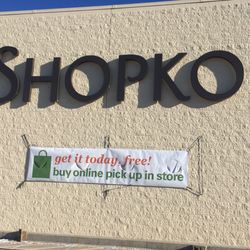 SHOPKO
get it today, free!
buy online pick up in store